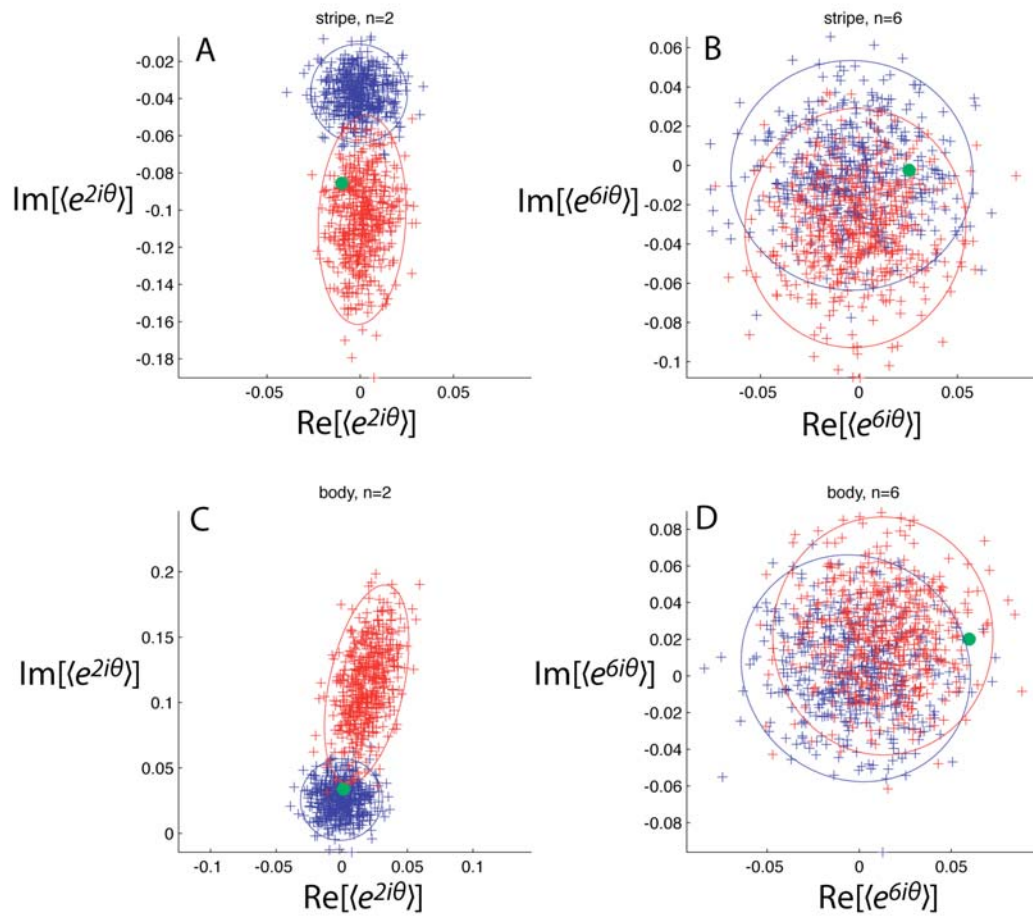 stripe, n=2
A
-0.02
-0.04
-0.06
-0.08
-0.1
-0.12
-0.14
-0.16
-0.18
Im[⟨e^{2iθ}⟩]
-0.05 0 0.05
Re[⟨e^{2iθ}⟩]
stripe, n=6
B
0.06
0.04
0.02
0
-0.02
-0.04
-0.06
-0.08
-0.1
Im[⟨e^{6iθ}⟩]
-0.05 0 0.05
Re[⟨e^{6iθ}⟩]
body, n=2
C
0.2
0.15
0.1
0.05
0
Im[⟨e^{2iθ}⟩]
-0.1 -0.05 0 0.05 0.1
Re[⟨e^{2iθ}⟩]
body, n=6
D
0.08
0.06
0.04
0.02
0
-0.02
-0.04
-0.06
-0.08
Im[⟨e^{6iθ}⟩]
-0.05 0 0.05
Re[⟨e^{6iθ}⟩]